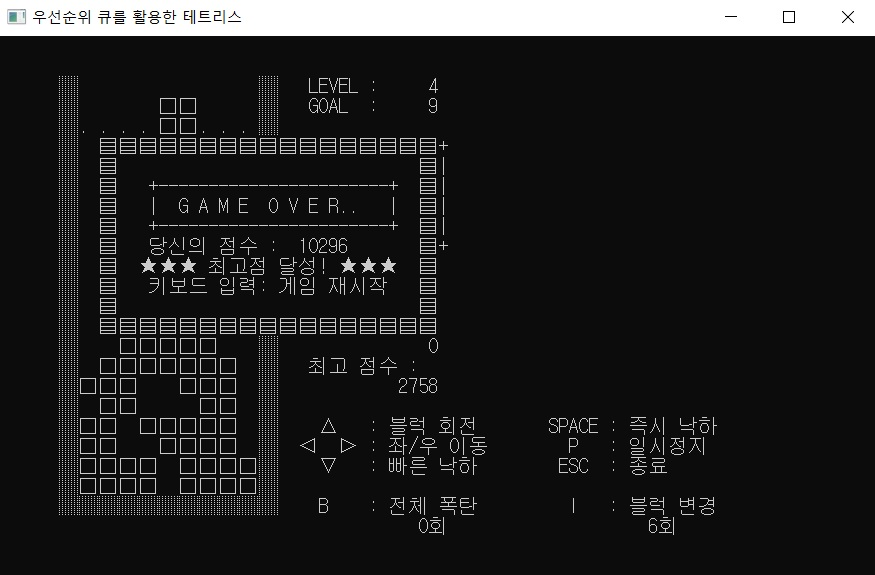 우선순위 큐를 활용한 테트리스
LEVEL : 4
GOAL : 9
G A M E  O V E R..
당신의 점수 : 10296
★★★ 최고점 달성! ★★★
키보드 입력: 게임 재시작
0
최고 점수 :
2758
△ : 블럭 회전 SPACE : 즉시 낙하
◁ ▷ : 좌/우 이동 P : 일시정지
▽ : 빠른 낙하 ESC : 종료
B : 전체 폭탄 I : 블럭 변경
0회 6회